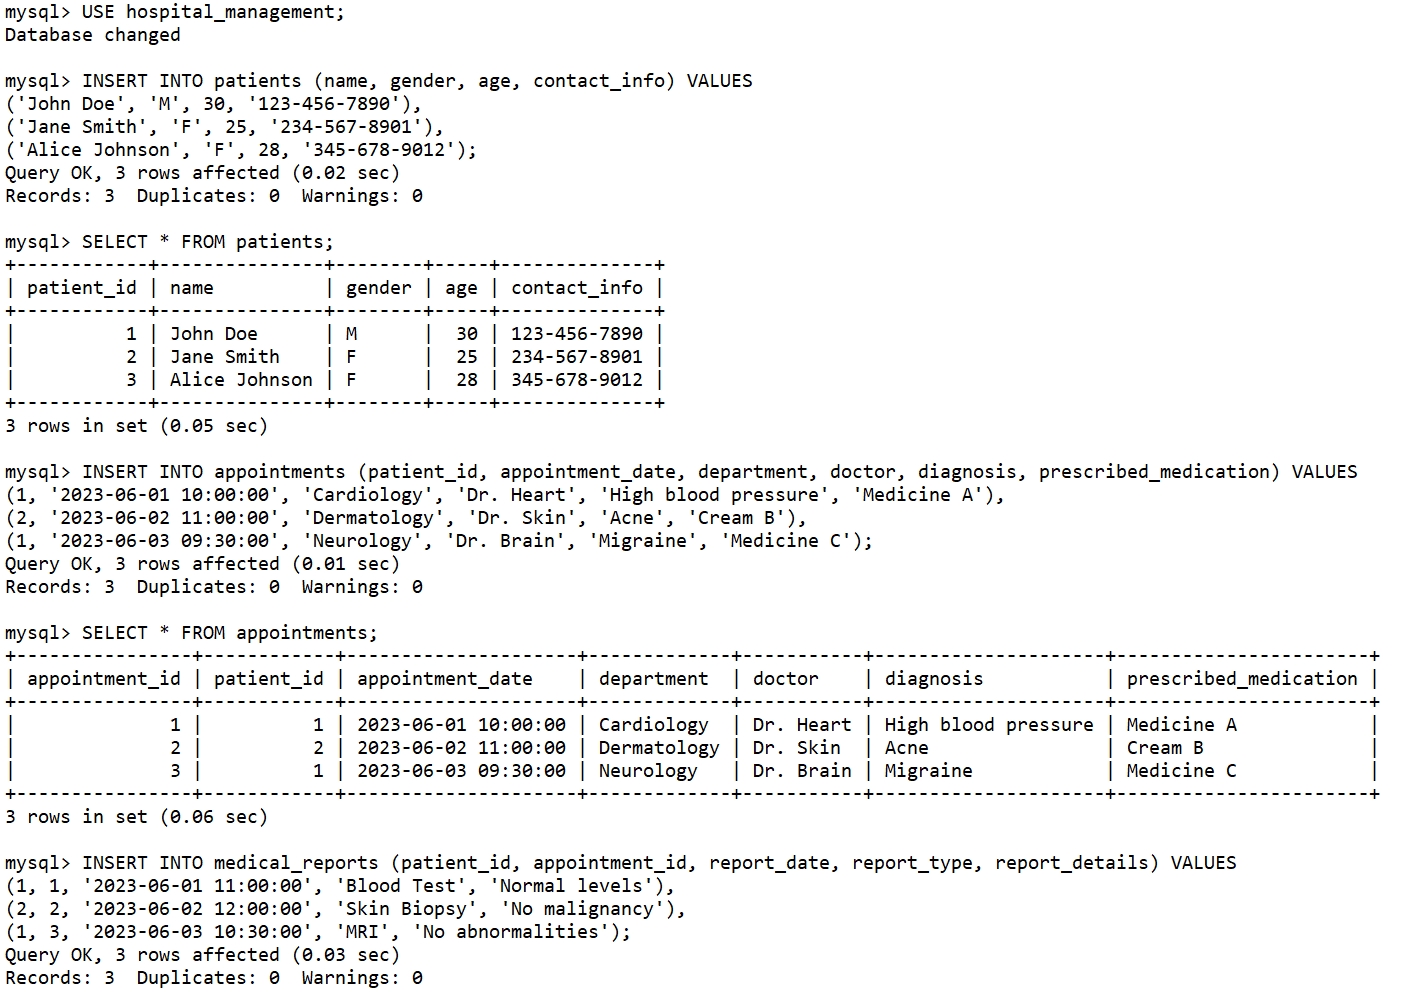 mysql> USE hospital_management;
Database changed

mysql> INSERT INTO patients (name, gender, age, contact_info) VALUES
('John Doe', 'M', 30, '123-456-7890'),
('Jane Smith', 'F', 25, '234-567-8901'),
('Alice Johnson', 'F', 28, '345-678-9012');
Query OK, 3 rows affected (0.02 sec)
Records: 3  Duplicates: 0  Warnings: 0

mysql> SELECT * FROM patients;
+------------+---------------+--------+-----+--------------+
| patient_id | name          | gender | age | contact_info |
+------------+---------------+--------+-----+--------------+
|          1 | John Doe      | M      |  30 | 123-456-7890 |
|          2 | Jane Smith    | F      |  25 | 234-567-8901 |
|          3 | Alice Johnson | F      |  28 | 345-678-9012 |
+------------+---------------+--------+-----+--------------+
3 rows in set (0.05 sec)

mysql> INSERT INTO appointments (patient_id, appointment_date, department, doctor, diagnosis, prescribed_medication) VALUES
(1, '2023-06-01 10:00:00', 'Cardiology', 'Dr. Heart', 'High blood pressure', 'Medicine A'),
(2, '2023-06-02 11:00:00', 'Dermatology', 'Dr. Skin', 'Acne', 'Cream B'),
(1, '2023-06-03 09:30:00', 'Neurology', 'Dr. Brain', 'Migraine', 'Medicine C');
Query OK, 3 rows affected (0.01 sec)
Records: 3  Duplicates: 0  Warnings: 0

mysql> SELECT * FROM appointments;
+----------------+------------+---------------------+-------------+-----------+---------------------+-----------------------+
| appointment_id | patient_id | appointment_date    | department  | doctor    | diagnosis           | prescribed_medication |
+----------------+------------+---------------------+-------------+-----------+---------------------+-----------------------+
|              1 |          1 | 2023-06-01 10:00:00 | Cardiology  | Dr. Heart | High blood pressure | Medicine A            |
|              2 |          2 | 2023-06-02 11:00:00 | Dermatology | Dr. Skin  | Acne                | Cream B               |
|              3 |          1 | 2023-06-03 09:30:00 | Neurology   | Dr. Brain | Migraine            | Medicine C            |
+----------------+------------+---------------------+-------------+-----------+---------------------+-----------------------+
3 rows in set (0.06 sec)

mysql> INSERT INTO medical_reports (patient_id, appointment_id, report_date, report_type, report_details) VALUES
(1, 1, '2023-06-01 11:00:00', 'Blood Test', 'Normal levels'),
(2, 2, '2023-06-02 12:00:00', 'Skin Biopsy', 'No malignancy'),
(1, 3, '2023-06-03 10:30:00', 'MRI', 'No abnormalities');
Query OK, 3 rows affected (0.03 sec)
Records: 3  Duplicates: 0  Warnings: 0